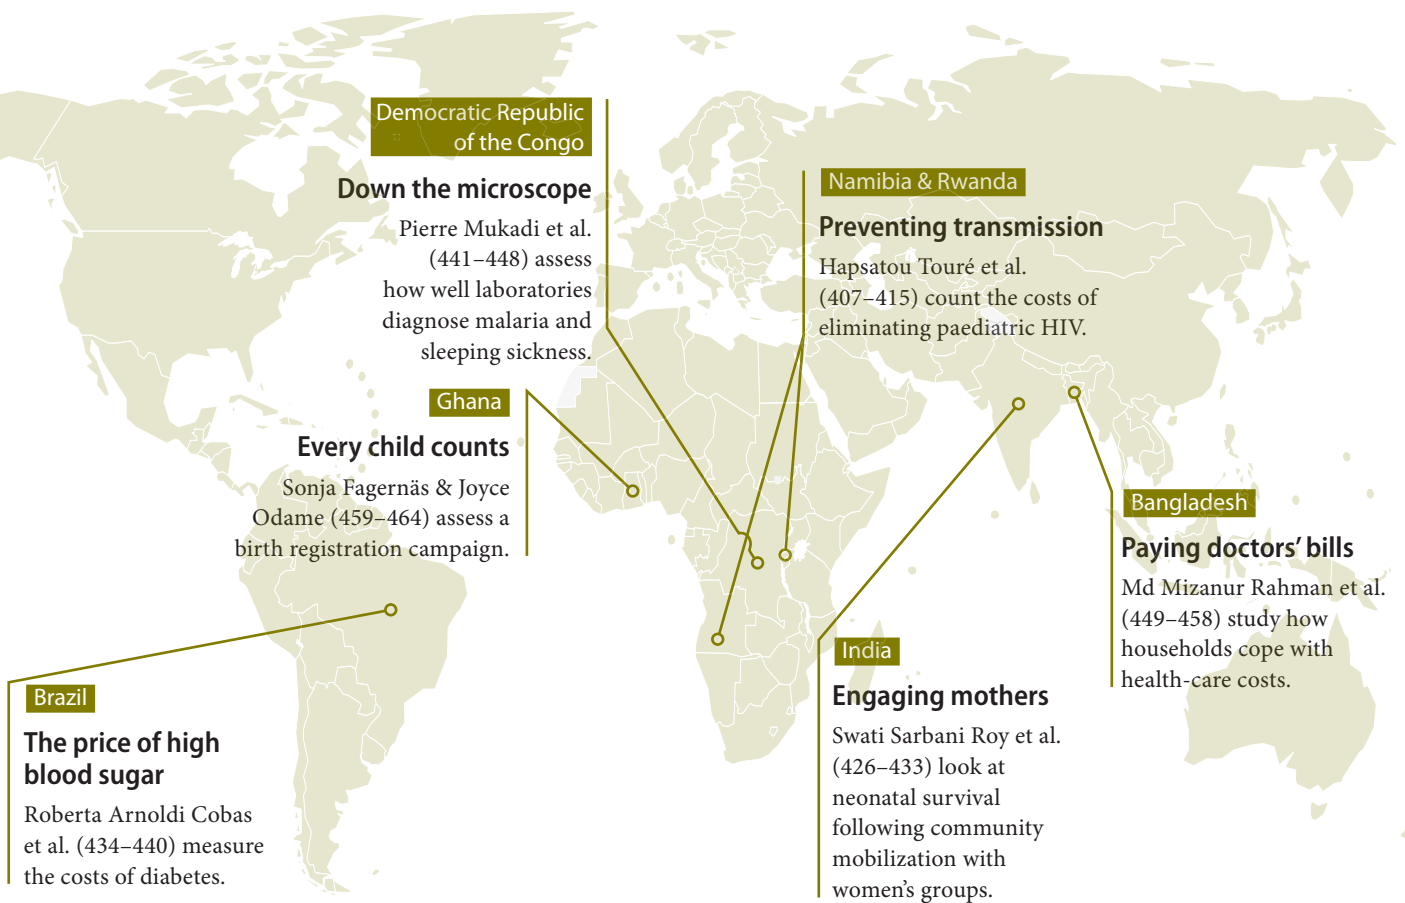 Democratic Republic
of the Congo
Down the microscope
Pierre Mukadi et al.
(441–448) assess
how well laboratories
diagnose malaria and
sleeping sickness.
Namibia & Rwanda
Preventing transmission
Hapsatou Touré et al.
(407–415) count the costs of
eliminating paediatric HIV.
Ghana
Every child counts
Sonja Fagernäs & Joyce
Odame (459–464) assess a
birth registration campaign.
Bangladesh
Paying doctors’ bills
Md Mizanur Rahman et al.
(449–458) study how
households cope with
health-care costs.
India
Engaging mothers
Swati Sarbani Roy et al.
(426–433) look at
neonatal survival
following community
mobilization with
women’s groups.
Brazil
The price of high
blood sugar
Roberta Arnoldi Cobas
et al. (434–440) measure
the costs of diabetes.